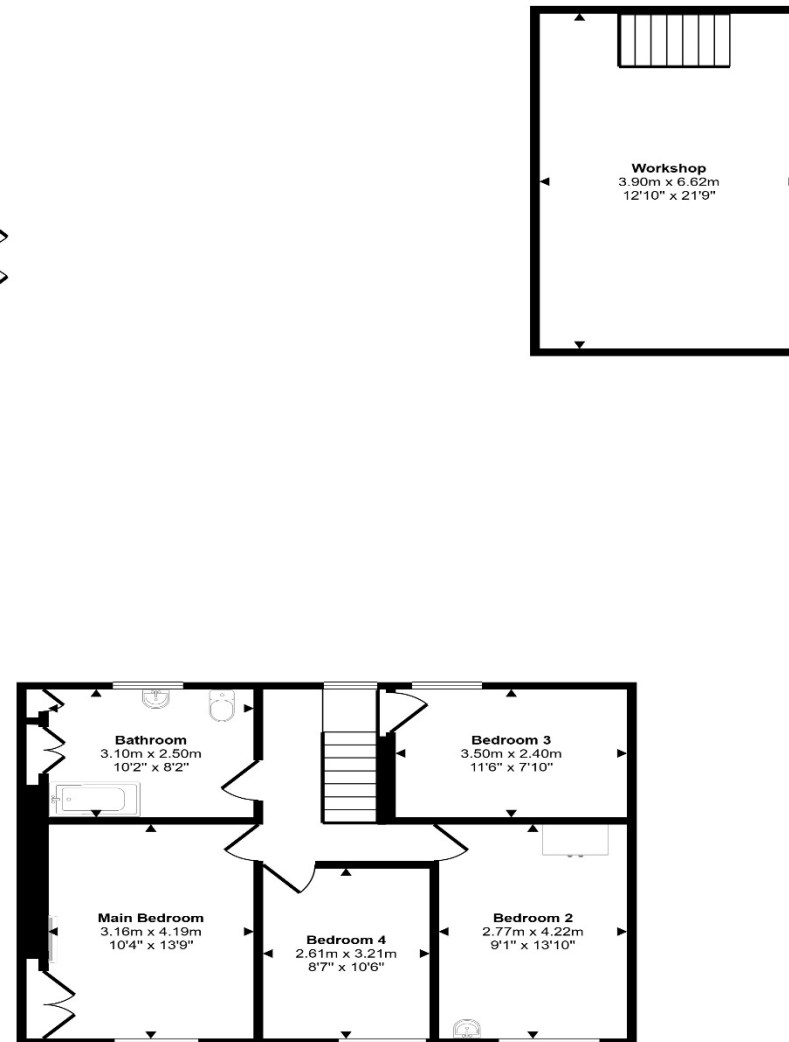 Workshop
3.90m x 6.62m
12'10" x 21'9"
Bathroom
3.10m x 2.50m
10'2" x 8'2"
Bedroom 3
3.50m x 2.40m
11'6" x 7'10"
Main Bedroom
3.16m x 4.19m
10'4" x 13'9"
Bedroom 4
2.61m x 3.21m
8'7" x 10'6"
Bedroom 2
2.77m x 4.22m
9'1" x 13'10"